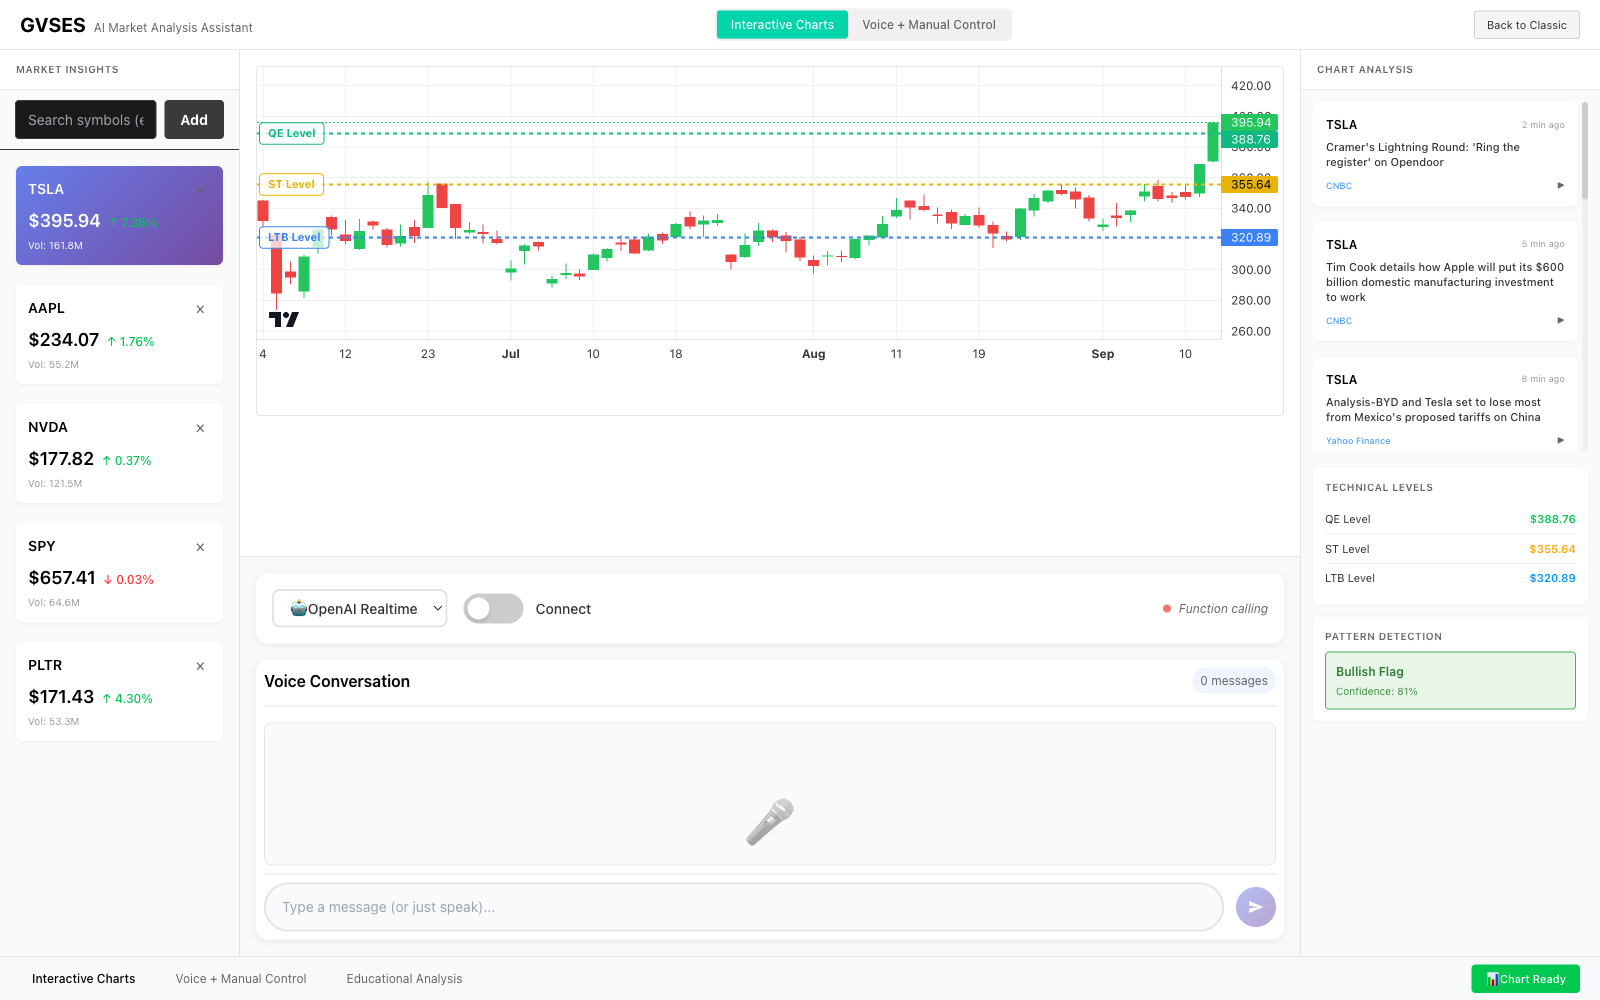 GVSES AI Market Analysis Assistant
Interactive Charts
Voice + Manual Control
Back to Classic
MARKET INSIGHTS
Search symbols (e
Add
TSLA
$395.94 ↑ 7.36%
Vol: 161.8M
AAPL ×
$234.07 ↑ 1.76%
Vol: 55.2M
NVDA ×
$177.82 ↑ 0.37%
Vol: 121.5M
SPY ×
$657.41 ↓ 0.03%
Vol: 64.6M
PLTR ×
$171.43 ↑ 4.30%
Vol: 53.3M
QE Level
ST Level
LTB Level
420.00
395.94
388.76
355.64
340.00
320.89
300.00
280.00
260.00
4 12 23 Jul 10 18 Aug 11 19 Sep 10
OpenAI Realtime
Connect
Function calling
Voice Conversation
0 messages
Type a message (or just speak)...
CHART ANALYSIS
TSLA 2 min ago
Cramer's Lightning Round: 'Ring the
register' on Opendoor
CNBC
TSLA 5 min ago
Tim Cook details how Apple will put its $600
billion domestic manufacturing investment
to work
CNBC
TSLA 8 min ago
Analysis-BYD and Tesla set to lose most
from Mexico's proposed tariffs on China
Yahoo Finance
TECHNICAL LEVELS
QE Level $388.76
ST Level $355.64
LTB Level $320.89
PATTERN DETECTION
Bullish Flag
Confidence: 81%
Interactive Charts
Voice + Manual Control
Educational Analysis
Chart Ready